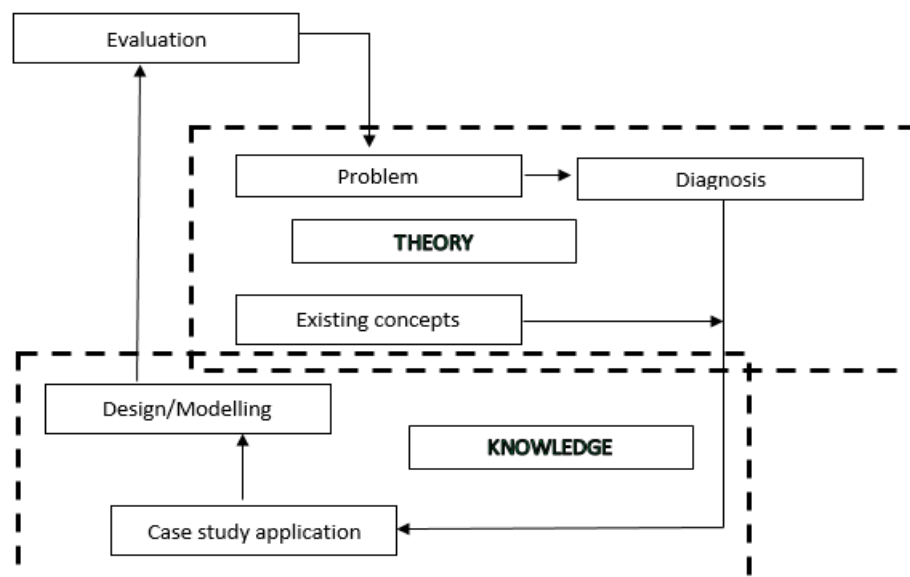 Evaluation
Problem
Diagnosis
THEORY
Existing concepts
Design/Modelling
KNOWLEDGE
Case study application